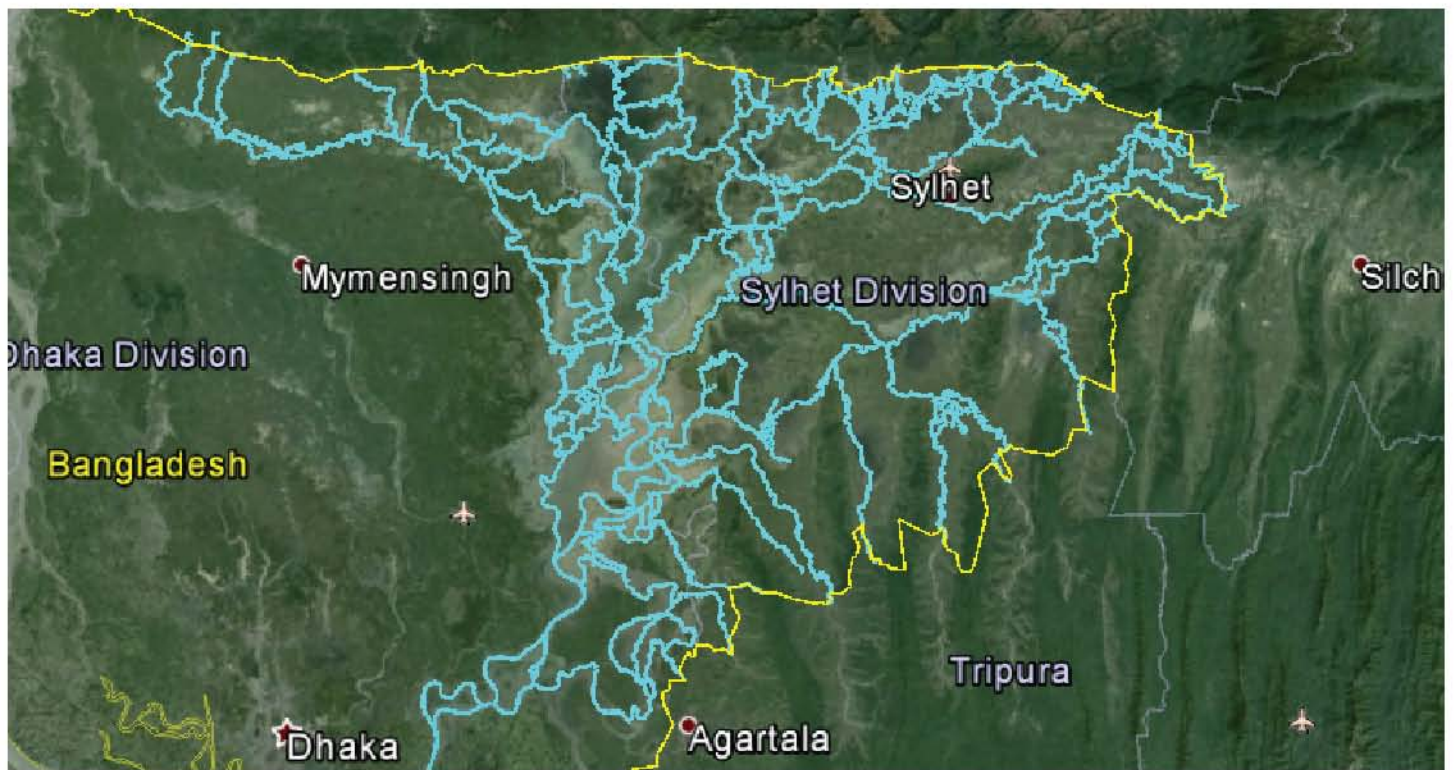 Sylhet
Mymensingh
Silch
Sylhet Division
Dhaka Division
Bangladesh
Tripura
Dhaka
Agartala